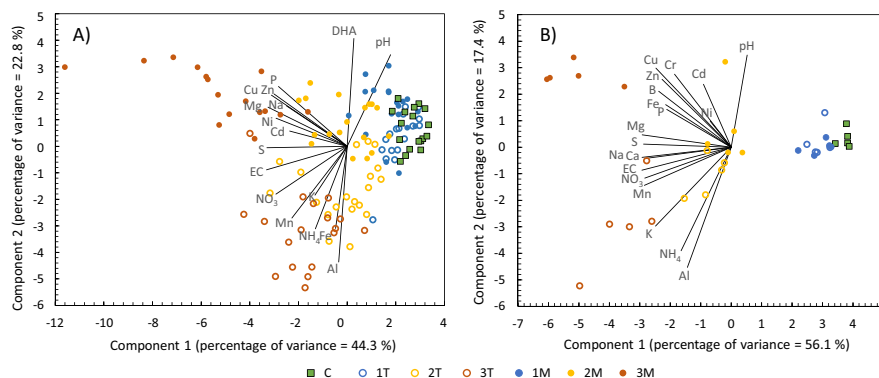 A)
DHA
pH
P
Cu Zn
Na
Mg
Ni
Cd
S
EC
NO3
K
Mn
NH4 Fe
Al
6
5
4
3
2
1
0
-1
-2
-3
-4
-5
-6
-12 -10 -8 -6 -4 -2 0 2 4
Component 2 (percentage of variance = 22.8 %)
Component 1 (percentage of variance = 44.3 %)
B)
pH
Cu
Cr
Zn
Cd
B
Fe
P
Ni
Mg
S
Na Ca
EC
NO3
Mn
K
NH4
Al
5
4
3
2
1
0
-1
-2
-3
-4
-5
-6
-7 -6 -5 -4 -3 -2 -1 0 1 2 3 4 5
Component 2 (percentage of variance = 17.4 %)
Component 1 (percentage of variance = 56.1 %)
C 1T 2T 3T 1M 2M 3M